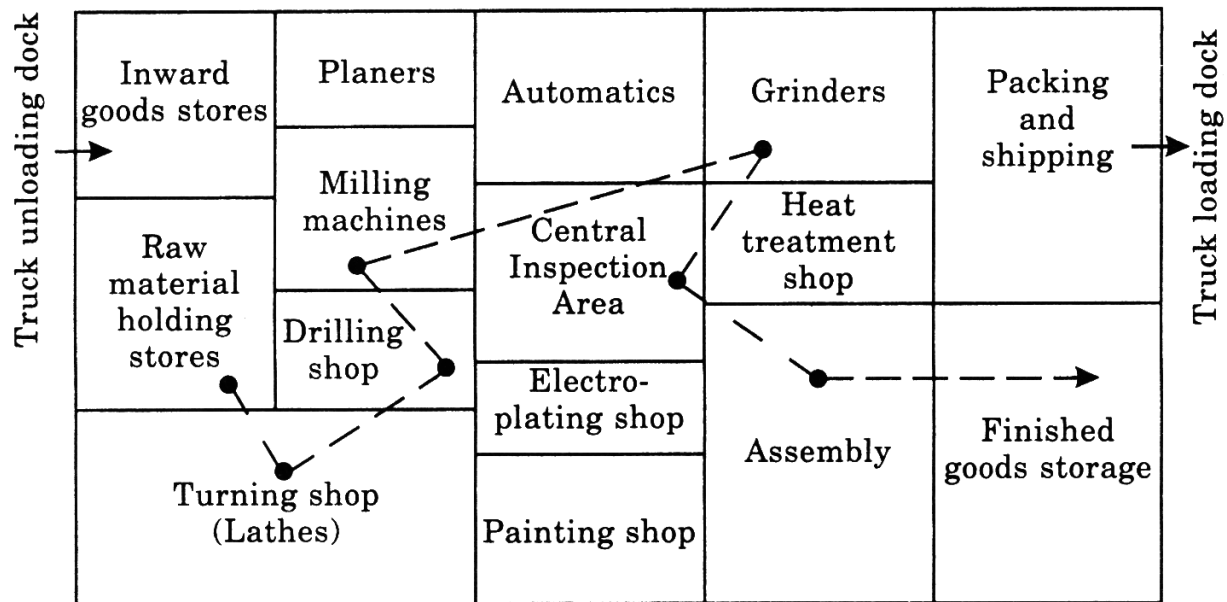 Truck unloading dock
Inward
goods stores
Planers
Automatics
Grinders
Packing
and
shipping
Truck loading dock
Milling
machines
Raw
material
holding
stores
Central
Inspection
Area
Heat
treatment
shop
Drilling
shop
Electro-
plating shop
Assembly
Finished
goods storage
Turning shop
(Lathes)
Painting shop